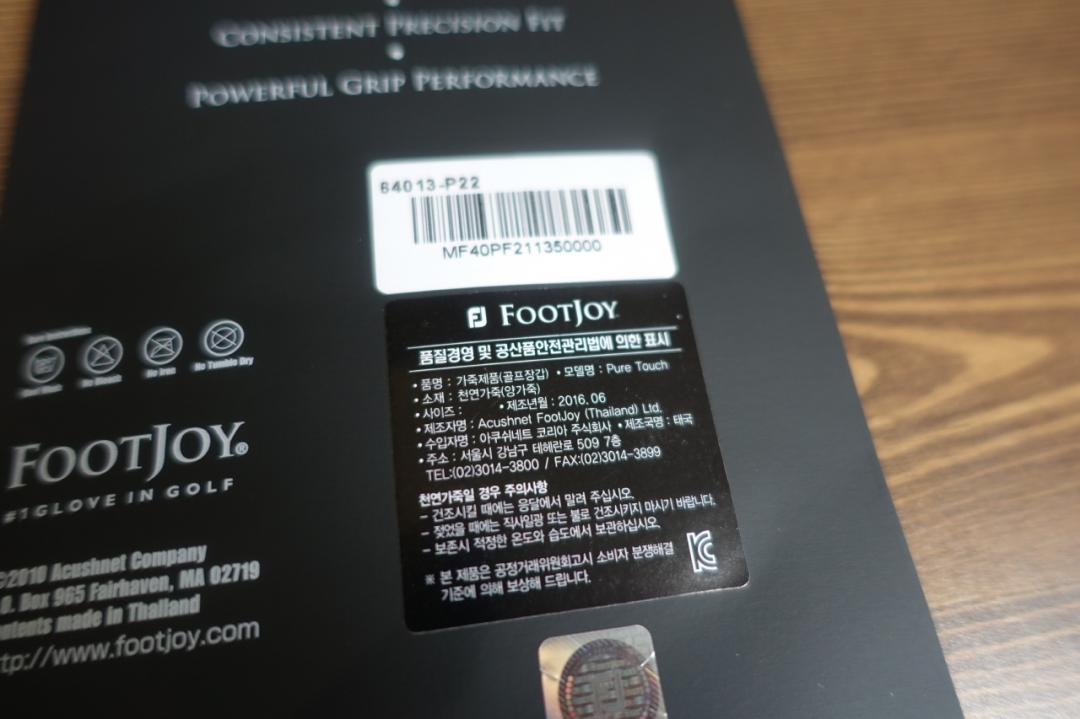 CONSISTENT PRECISION FIT
POWERFUL GRIP PERFORMANCE
64013-P22
MF40PF211350000
FJ FOOTJOY
품질경영 및 공산품안전관리법에 의한 표시
• 품명 : 가죽제품(골프장갑) • 모델명 : Pure Touch
• 소재 : 천연가죽(양가죽)
• 사이즈 : • 제조년월 : 2016. 06
• 제조자명 : Acushnet FootJoy (Thailand) Ltd.
• 수입자명 : 아쿠쉬네트 코리아 주식회사 • 제조국명 : 태국
• 주소 : 서울시 강남구 테헤란로 509 7층
TEL:(02)3014-3800 / FAX:(02)3014-3899
천연가죽일 경우 주의사항
- 건조시킬 때에는 응달에서 말려 주십시오.
- 젖었을 때에는 직사일광 또는 불로 건조시키지 마시기 바랍니다.
- 보존시 적정한 온도와 습도에서 보관하십시오.
※ 본 제품은 공정거래위원회고시 소비자 분쟁해결
기준에 의해 보상해 드립니다.
No Bleach
No Iron
No Tumble Dry
FOOTJOY®
#1 GLOVE IN GOLF
©2010 Acushnet Company
Box 965 Fairhaven, MA 02719
made in Thailand
tp://www.footjoy.com